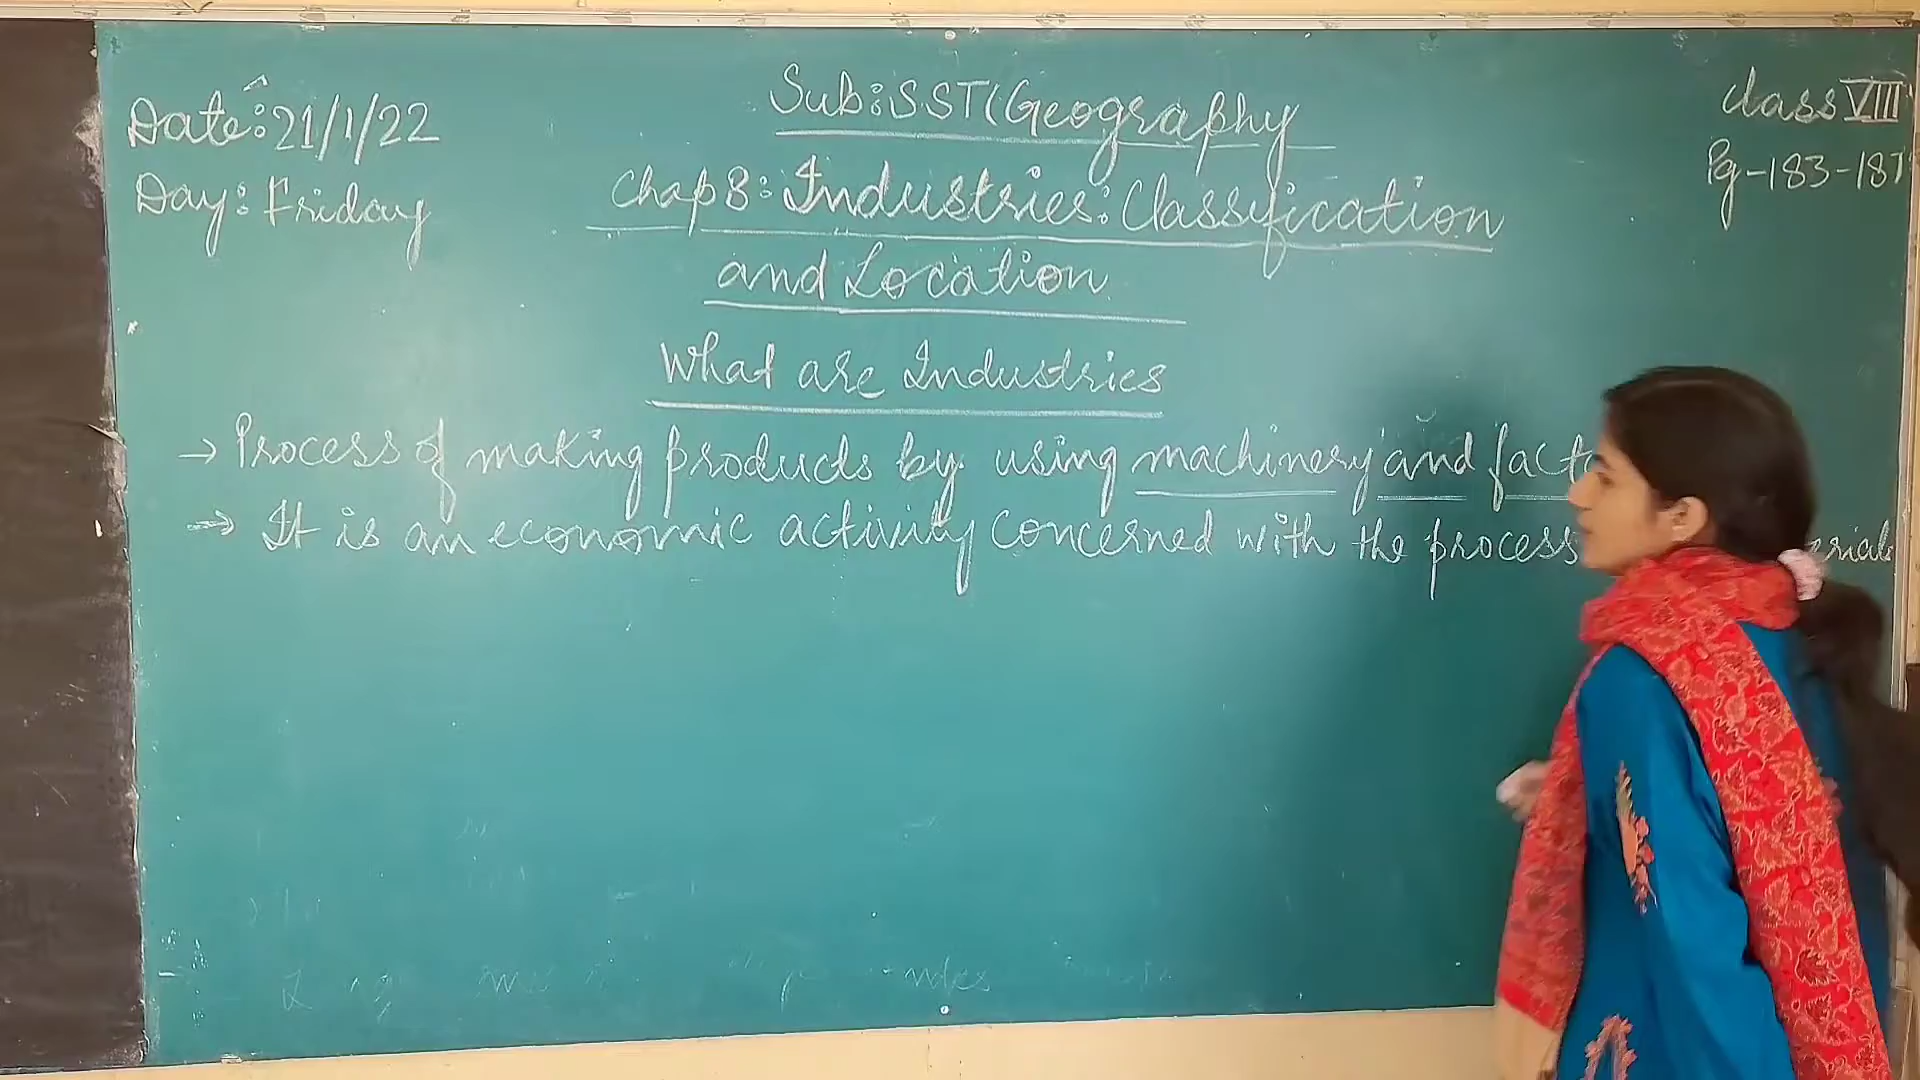 Date: 21/1/22
Day: Friday
Sub: SST(Geography
Class VIII
Pg-183-187
Chap 8: Industries: Classification
and Location
What are Industries
→ Process of making products by using machinery and
→ It is an economic activity concerned with the